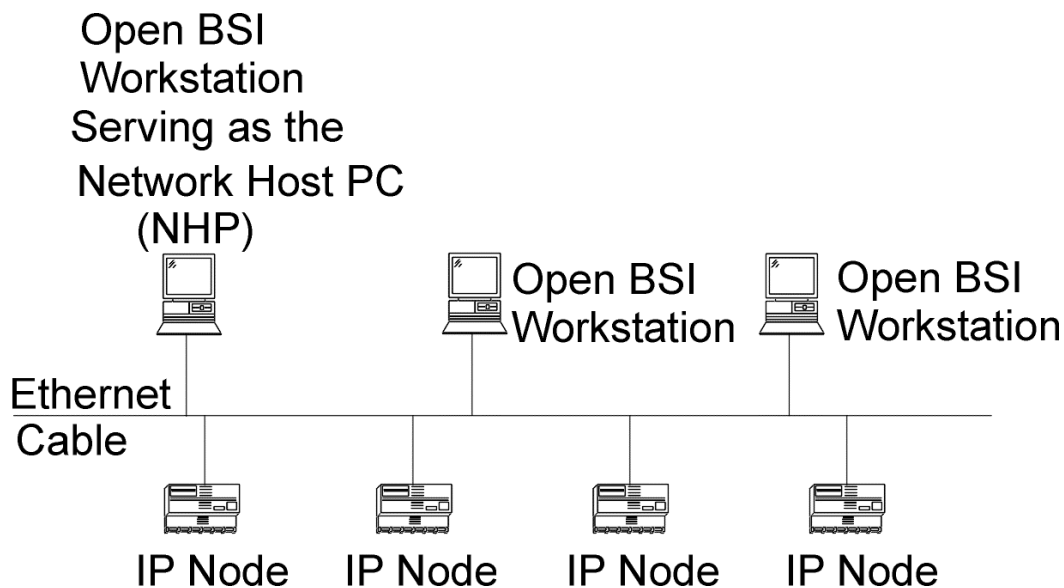 Open BSI
Workstation
Serving as the
Network Host PC
(NHP)
Open BSI
Workstation
Open BSI
Workstation
Ethernet
Cable
IP Node
IP Node
IP Node
IP Node